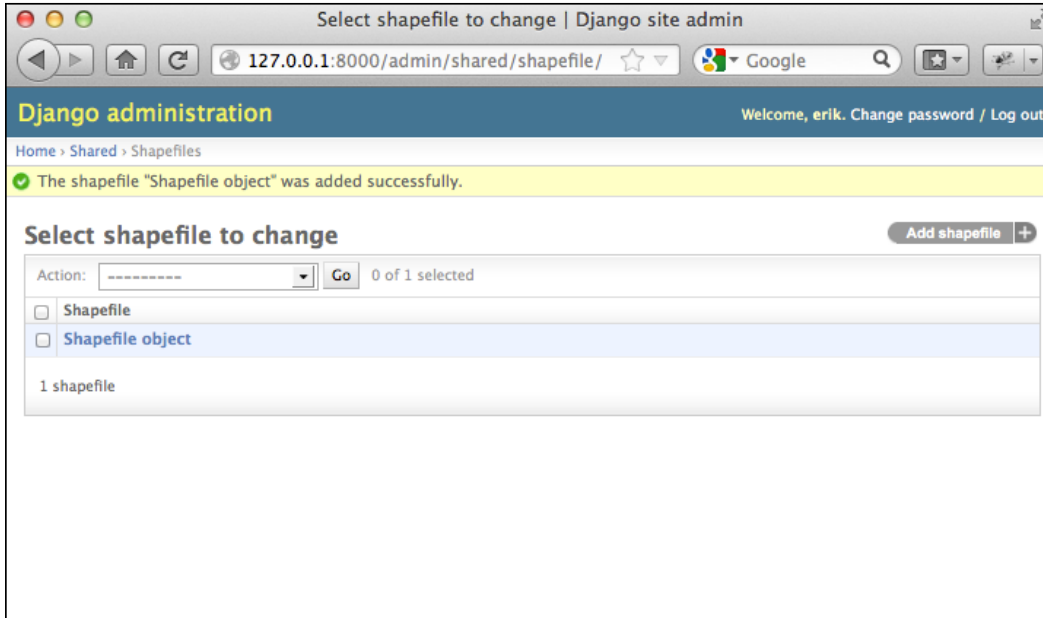 Select shapefile to change | Django site admin
127.0.0.1:8000/admin/shared/shapefile/ Google
Django administration
Welcome, erik. Change password / Log out
Home › Shared › Shapefiles
The shapefile "Shapefile object" was added successfully.
Select shapefile to change
Add shapefile +
Action: --------- Go 0 of 1 selected
Shapefile
Shapefile object
1 shapefile